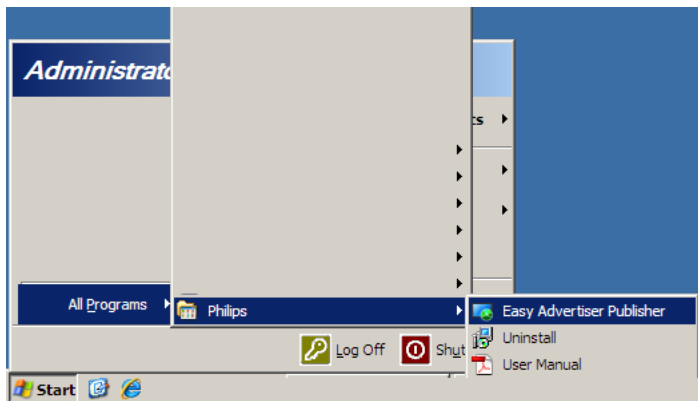 Administrato
ts
All Programs
Philips
Easy Advertiser Publisher
Uninstall
User Manual
Log Off
Shut
Start